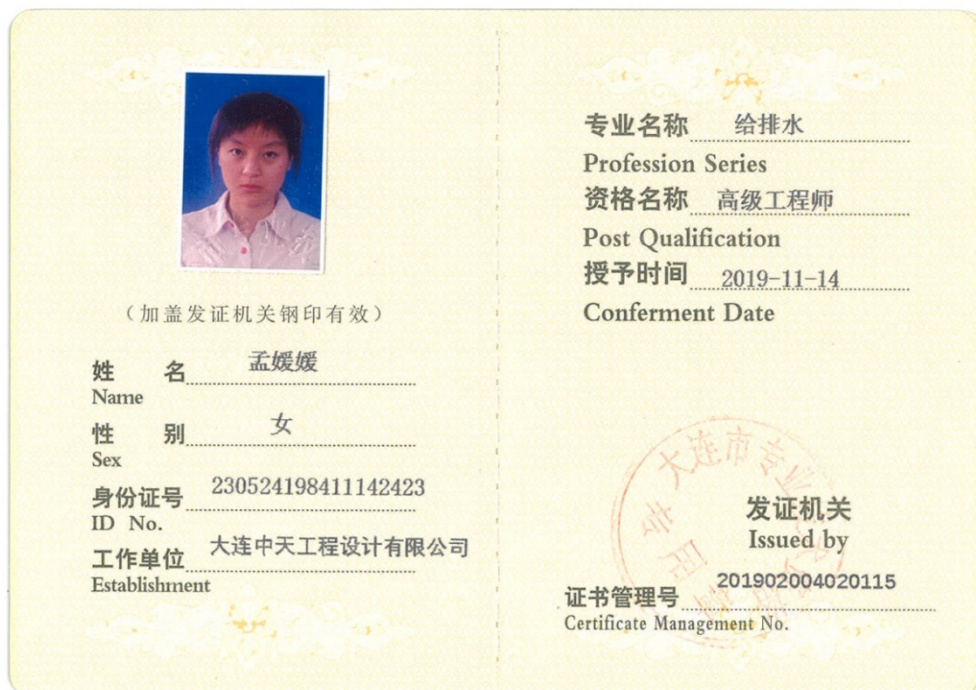 （加盖发证机关钢印有效）
姓 名 孟媛媛
Name
性 别 女
Sex
身份证号 230524198411142423
ID No.
工作单位 大连中天工程设计有限公司
Establishment
专业名称 给排水
Profession Series
资格名称 高级工程师
Post Qualification
授予时间 2019-11-14
Conferment Date
大连市专业
发证机关
Issued by
证书管理号 201902004020115
Certificate Management No.